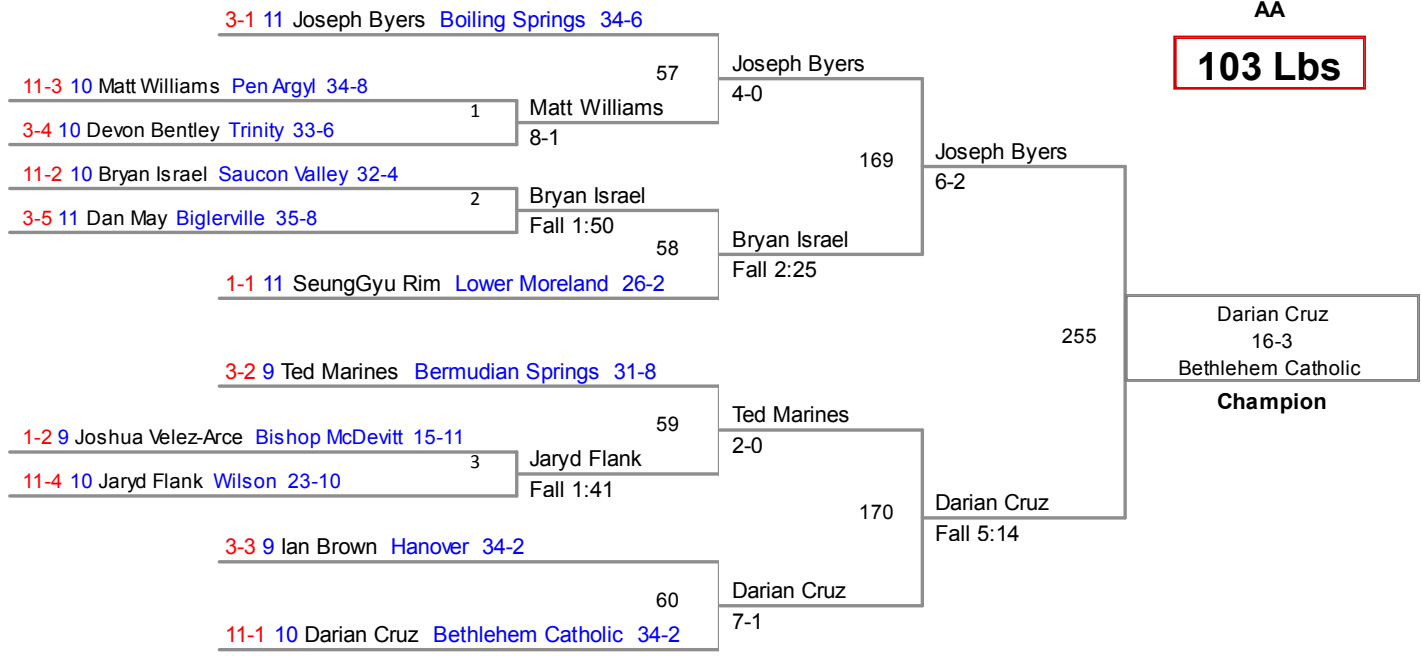 AA
103 Lbs
3-1 11 Joseph Byers Boiling Springs 34-6
57
Joseph Byers
4-0
11-3 10 Matt Williams Pen Argyl 34-8
1
Matt Williams
8-1
3-4 10 Devon Bentley Trinity 33-6
169
Joseph Byers
6-2
11-2 10 Bryan Israel Saucon Valley 32-4
2
Bryan Israel
Fall 1:50
3-5 11 Dan May Biglerville 35-8
58
Bryan Israel
Fall 2:25
1-1 11 SeungGyu Rim Lower Moreland 26-2
255
Darian Cruz
16-3
Bethlehem Catholic
Champion
3-2 9 Ted Marines Bermudian Springs 31-8
59
Ted Marines
2-0
1-2 9 Joshua Velez-Arce Bishop McDevitt 15-11
3
Jaryd Flank
Fall 1:41
11-4 10 Jaryd Flank Wilson 23-10
170
Darian Cruz
Fall 5:14
3-3 9 Ian Brown Hanover 34-2
60
Darian Cruz
7-1
11-1 10 Darian Cruz Bethlehem Catholic 34-2